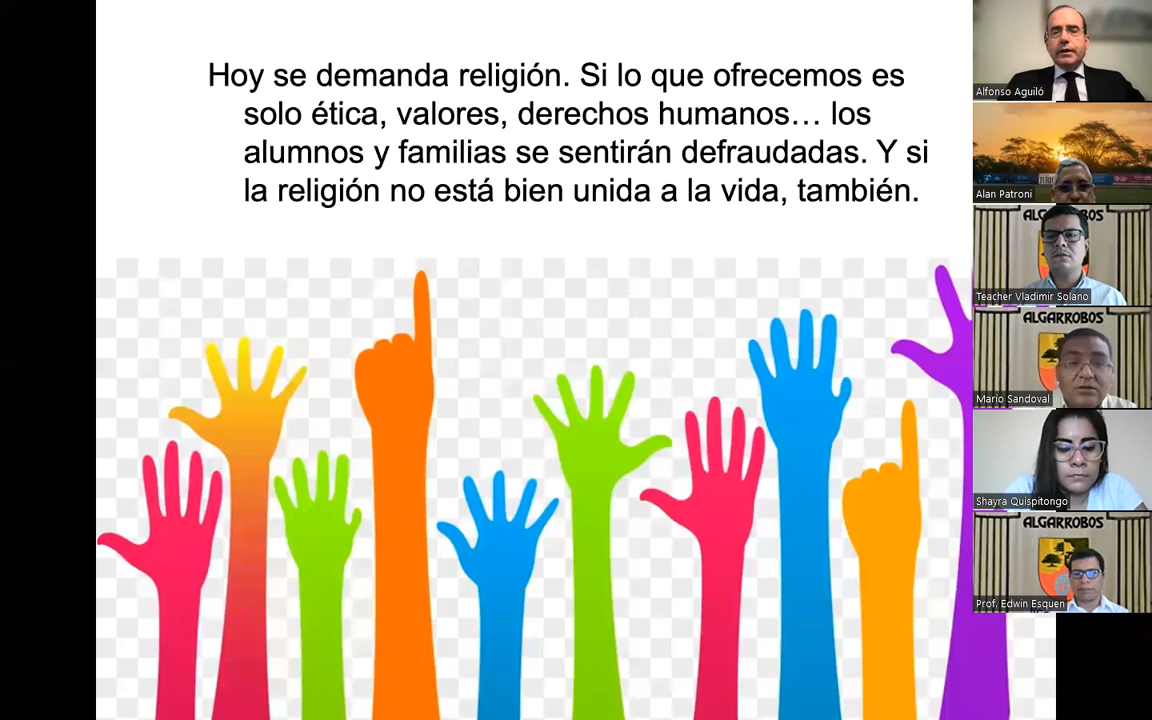 Hoy se demanda religión. Si lo que ofrecemos es
solo ética, valores, derechos humanos… los
alumnos y familias se sentirán defraudadas. Y si
la religión no está bien unida a la vida, también.
Alfonso Aguiló
Alan Patroni
ALGARROBOS
Teacher Vladimir Solano
ALGARROBOS
Mario Sandoval
Shayra Quispitongo
ALGARROBOS
Prof. Edwin Esquen